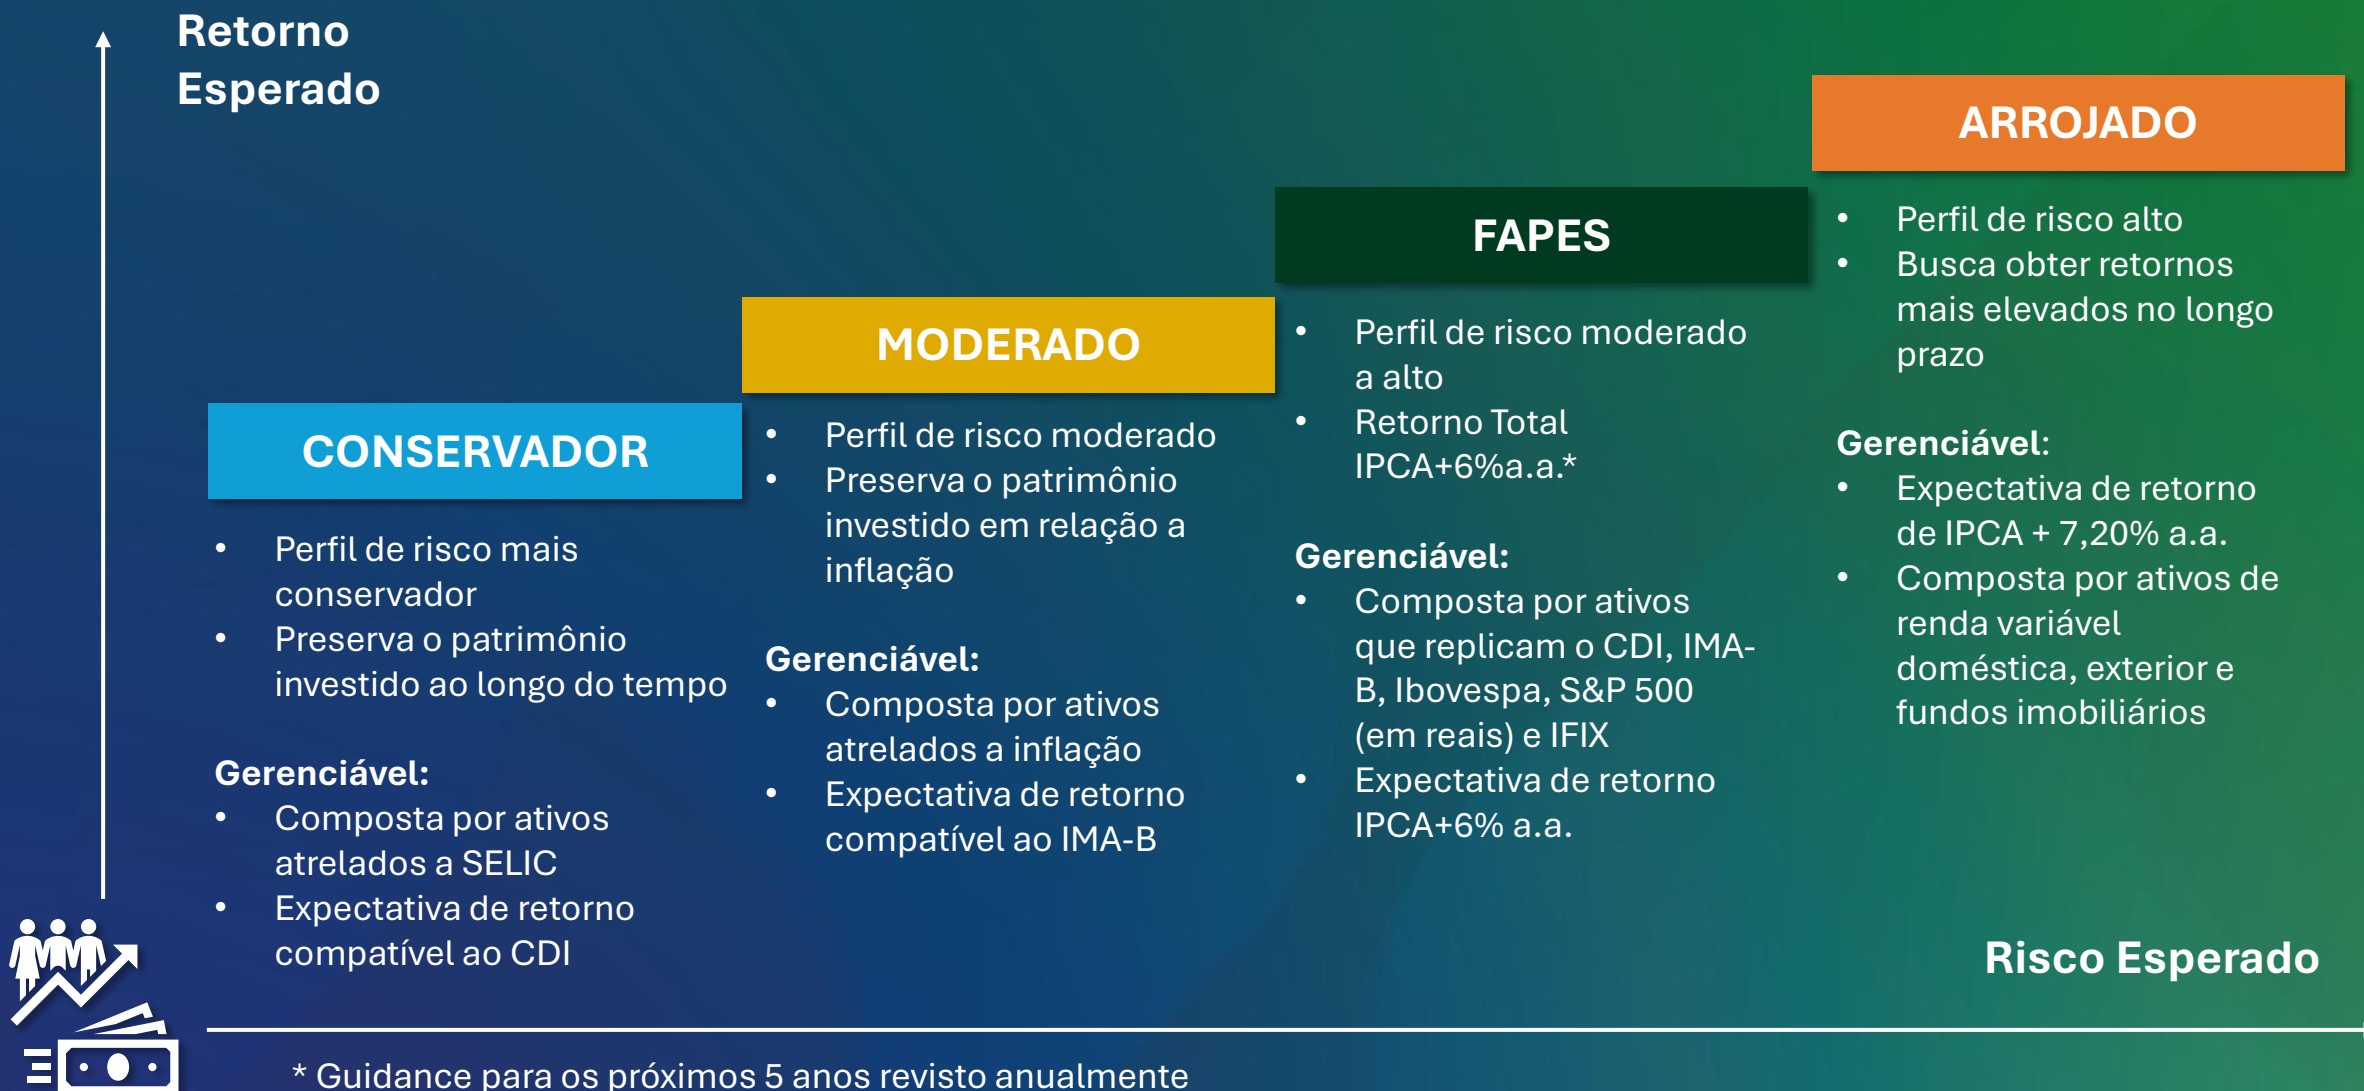 Retorno
Esperado
CONSERVADOR
• Perfil de risco mais
conservador
• Preserva o patrimônio
investido ao longo do tempo
Gerenciável:
• Composta por ativos
atrelados a SELIC
• Expectativa de retorno
compatível ao CDI
MODERADO
• Perfil de risco moderado
• Preserva o patrimônio
investido em relação a
inflação
Gerenciável:
• Composta por ativos
atrelados a inflação
• Expectativa de retorno
compatível ao IMA-B
FAPES
• Perfil de risco moderado
a alto
• Retorno Total
IPCA+6%a.a.*
Gerenciável:
• Composta por ativos
que replicam o CDI, IMA-
B, Ibovespa, S&P 500
(em reais) e IFIX
• Expectativa de retorno
IPCA+6% a.a.
ARROJADO
• Perfil de risco alto
• Busca obter retornos
mais elevados no longo
prazo
Gerenciável:
• Expectativa de retorno
de IPCA + 7,20% a.a.
• Composta por ativos de
renda variável
doméstica, exterior e
fundos imobiliários
Risco Esperado
* Guidance para os próximos 5 anos revisto anualmente